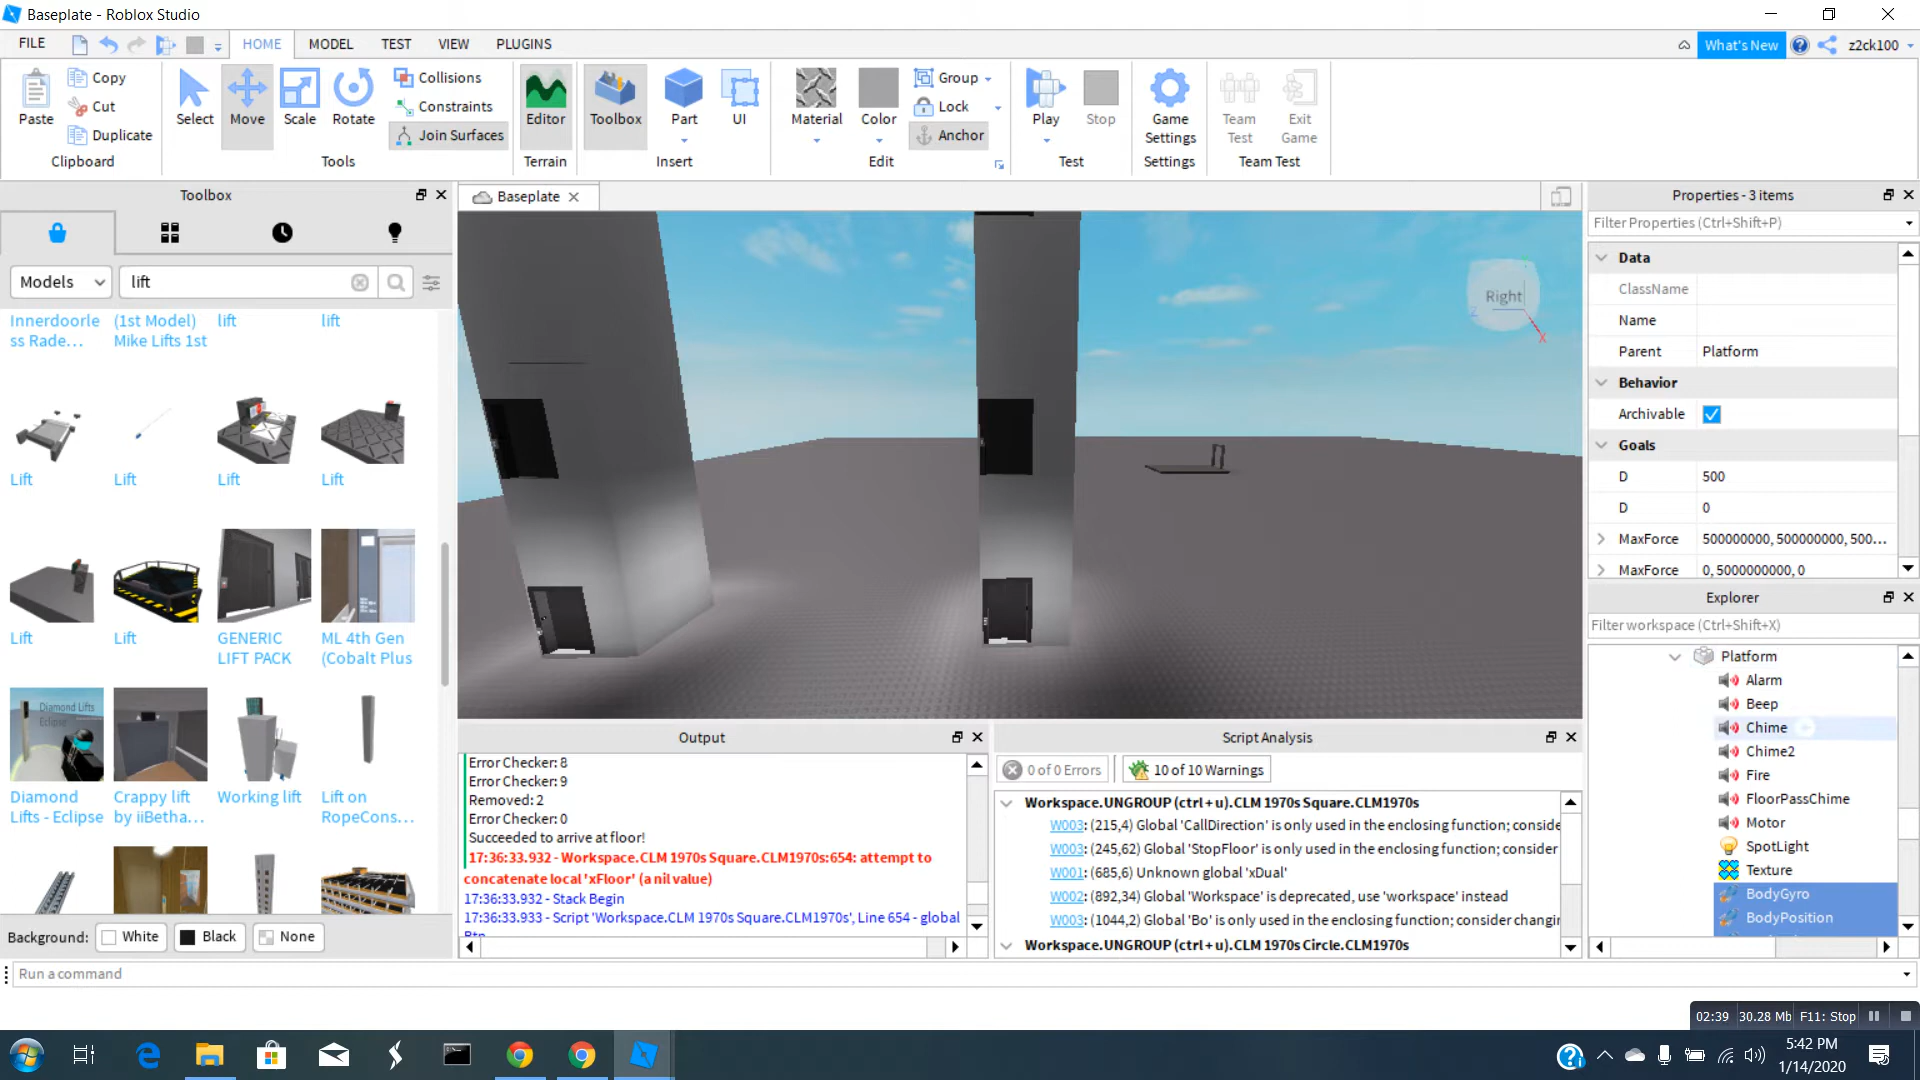 Baseplate - Roblox Studio
FILE
HOME
MODEL
TEST
VIEW
PLUGINS
What's New
z2ck100
Paste
Copy
Cut
Duplicate
Clipboard
Select
Move
Scale
Rotate
Collisions
Constraints
Join Surfaces
Tools
Editor
Terrain
Toolbox
Part
UI
Insert
Material
Color
Group
Lock
Anchor
Edit
Play
Stop
Test
Game Settings
Settings
Team Test
Exit Game
Team Test
Toolbox
Models
lift
Innerdoorle
ss Rade...
(1st Model)
Mike Lifts 1st
lift
lift
Lift
Lift
Lift
Lift
Lift
Lift
GENERIC
LIFT PACK
ML 4th Gen
(Cobalt Plus
Diamond Lifts
Eclipse
Diamond
Lifts - Eclipse
Crappy lift
by iiBetha...
Working lift
Lift on
RopeCons...
Background:
White
Black
None
Baseplate
Right
X
Output
Error Checker: 8
Error Checker: 9
Removed: 2
Error Checker: 0
Succeeded to arrive at floor!
17:36:33.932 - Workspace.CLM 1970s Square.CLM1970s:654: attempt to
concatenate local 'xFloor' (a nil value)
17:36:33.932 - Stack Begin
17:36:33.933 - Script 'Workspace.CLM 1970s Square.CLM1970s', Line 654 - global
Script Analysis
0 of 0 Errors
10 of 10 Warnings
Workspace.UNGROUP (ctrl + u).CLM 1970s Square.CLM1970s
W003: (215,4) Global 'CallDirection' is only used in the enclosing function; conside
W003: (245,62) Global 'StopFloor' is only used in the enclosing function; consider
W001: (685,6) Unknown global 'xDual'
W002: (892,34) Global 'Workspace' is deprecated, use 'workspace' instead
W003: (1044,2) Global 'Bo' is only used in the enclosing function; consider changin
Workspace.UNGROUP (ctrl + u).CLM 1970s Circle.CLM1970s
Properties - 3 items
Filter Properties (Ctrl+Shift+P)
Data
ClassName
Name
Parent Platform
Behavior
Archivable
Goals
D 500
D 0
MaxForce 500000000, 500000000, 500...
MaxForce 0, 5000000000, 0
Explorer
Filter workspace (Ctrl+Shift+X)
Platform
Alarm
Beep
Chime
Chime2
Fire
FloorPassChime
Motor
SpotLight
Texture
BodyGyro
BodyPosition
Run a command
02:39 30.28 Mb F11: Stop
5:42 PM
1/14/2020